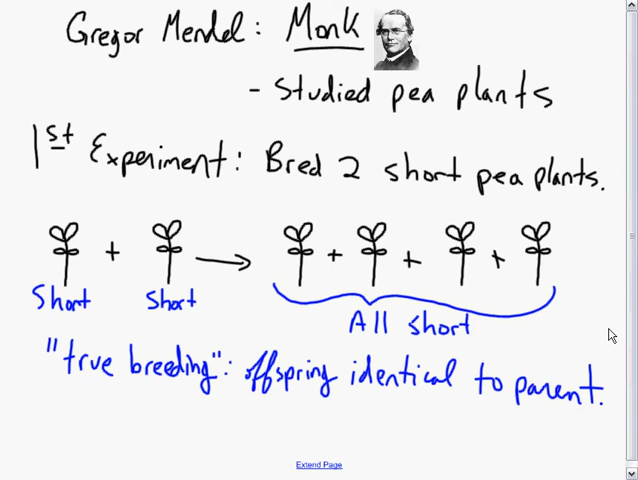 Gregor Mendel: Monk
- Studied pea plants
1st Experiment: Bred 2 short pea plants.
+ → + + +
Short Short
All short
"true breeding": offspring identical to parent.
Extend Page